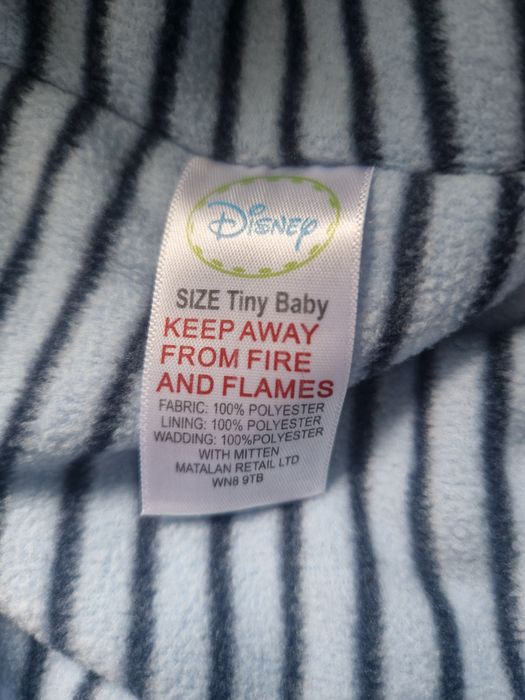 Disney
SIZE Tiny Baby
KEEP AWAY
FROM FIRE
AND FLAMES
FABRIC: 100% POLYESTER
LINING: 100% POLYESTER
WADDING: 100%POLYESTER
WITH MITTEN
MATALAN RETAIL LTD
WN8 9TB